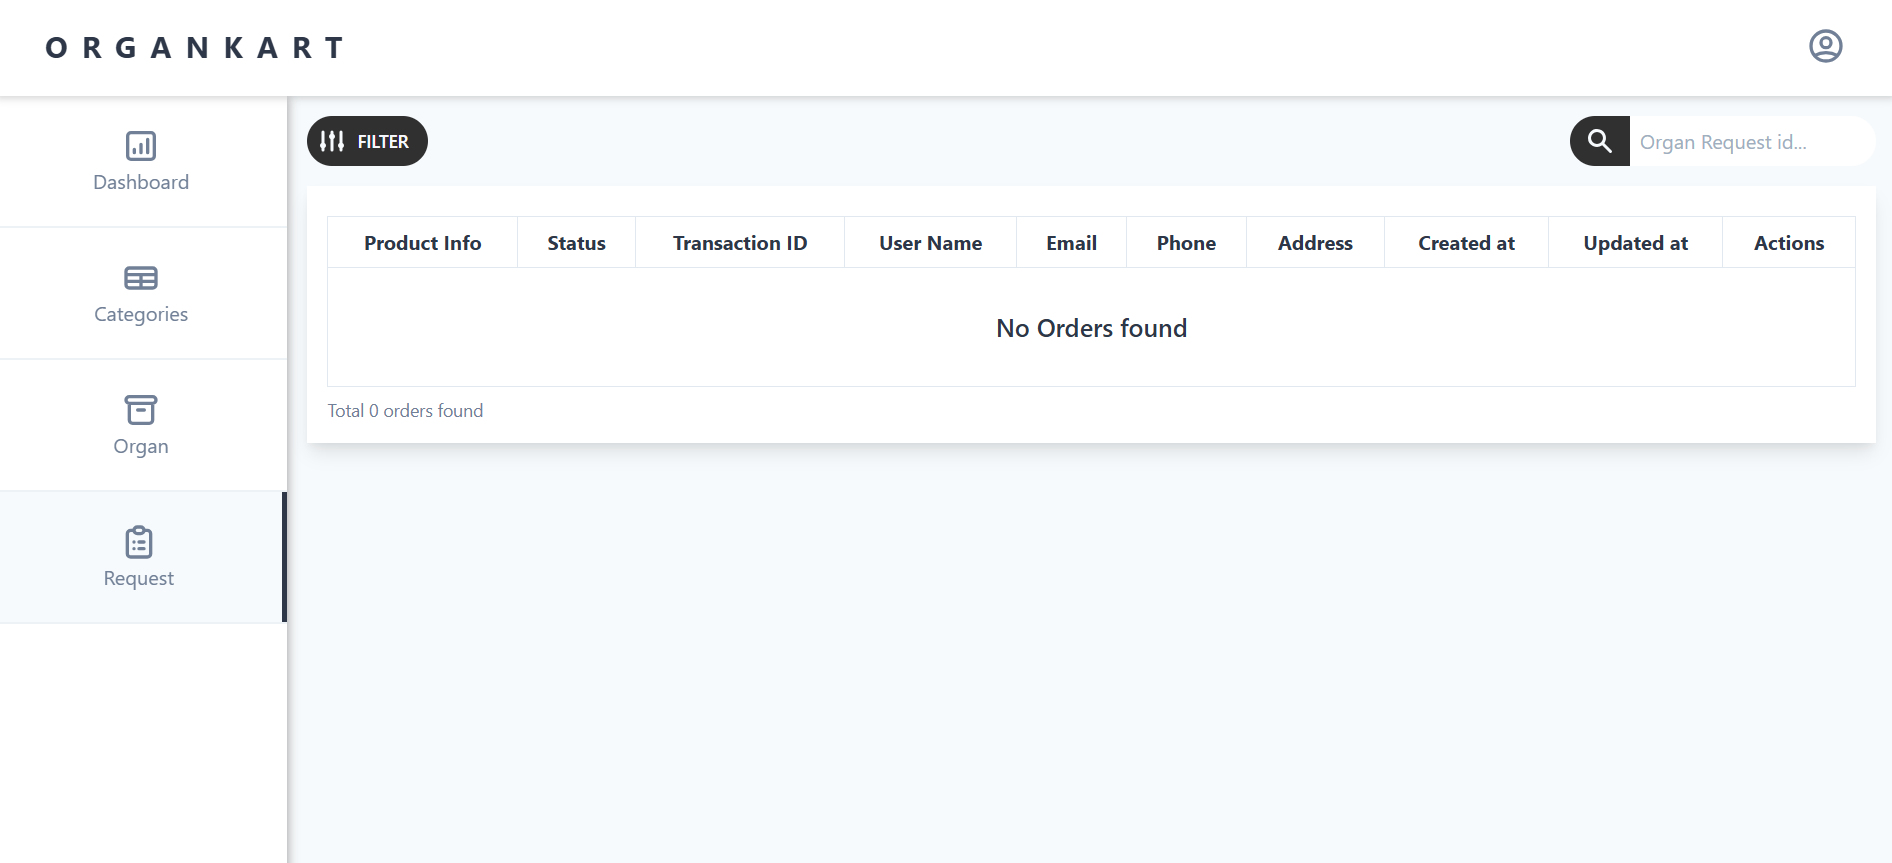 ORGANKART
Dashboard
Categories
Organ
Request
FILTER
Organ Request id...
Product Info Status Transaction ID User Name Email Phone Address Created at Updated at Actions
No Orders found
Total 0 orders found